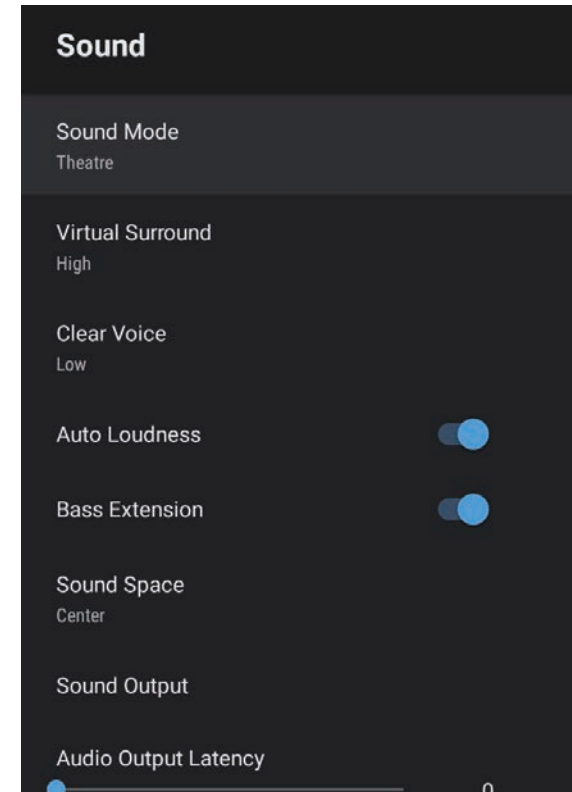 Sound
Sound Mode
Theatre
Virtual Surround
High
Clear Voice
Low
Auto Loudness
Bass Extension
Sound Space
Center
Sound Output
Audio Output Latency
0